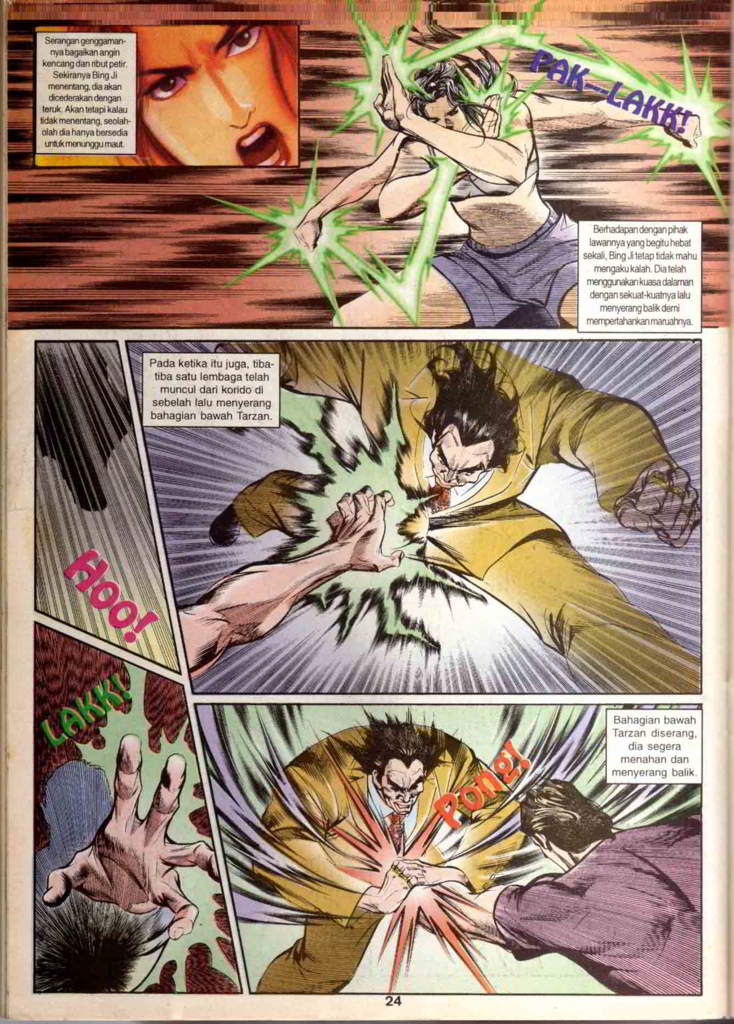 Serangan genggaman-
nya bagaikan angin
kencang dan ribut petir.
Sekiranya Bing Ji
menentang, dia akan
dicederakan dengan
teruk. Akan tetapi kalau
tidak menentang, seolah-
olah dia hanya bersedia
untuk menunggu maut.
PAK-LAKK!
Berhadapan dengan pihak
lawannya yang begitu hebat
sekali, Bing Ji tetap tidak mahu
mengaku kalah. Dia telah
menggunakan kuasa dalaman
dengan sekuat-kuatnya lalu
menyerang balik demi
mempertahankan maruahnya.
Pada ketika itu juga, tiba-
tiba satu lembaga telah
muncul dari korido di
sebelah lalu menyerang
bahagian bawah Tarzan.
Hoo!
LAKK!
Bahagian bawah
Tarzan diserang,
dia segera
menahan dan
menyerang balik.
Pong!
24